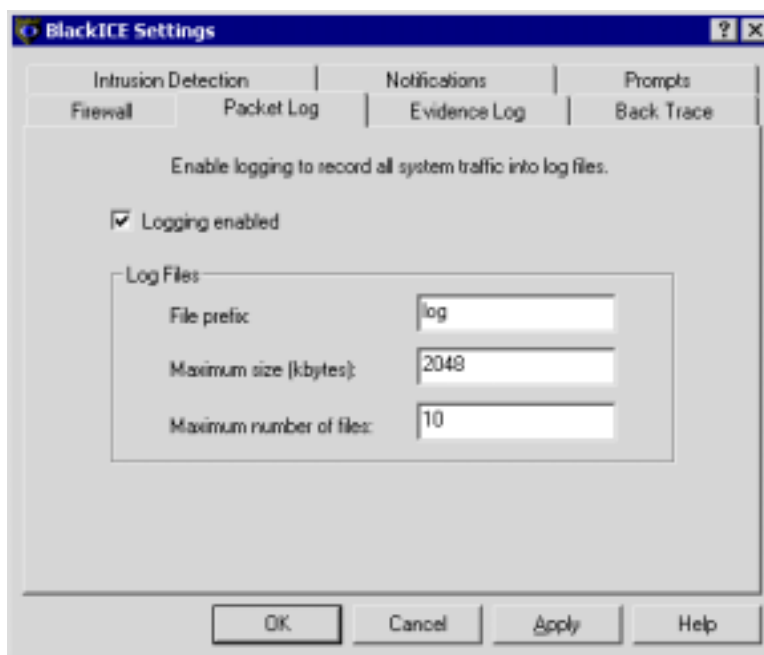 BlackICE Settings
Intrusion Detection Notifications Prompts
Firewall Packet Log Evidence Log Back Trace
Enable logging to record all system traffic into log files.
Logging enabled
Log Files
File prefix: log
Maximum size (kbytes): 2048
Maximum number of files: 10
OK Cancel Apply Help